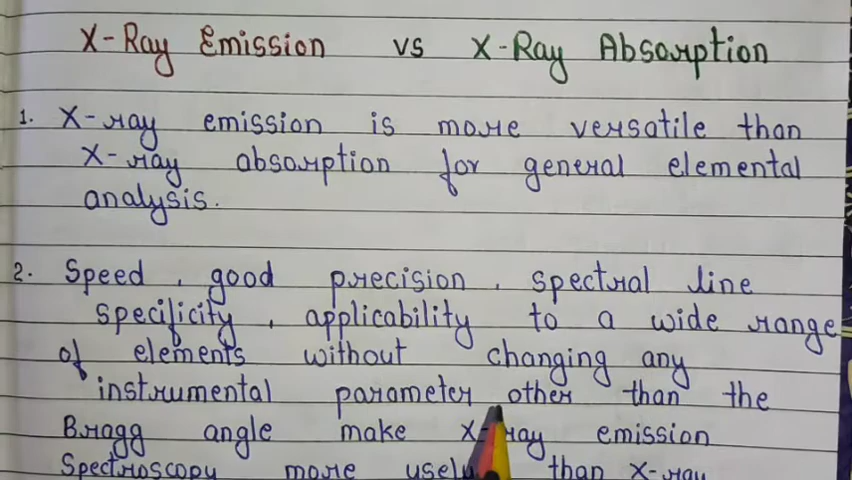 X-Ray Emission vs X-Ray Absorption
1. X-ray emission is more versatile than
X-ray absorption for general elemental
analysis.
2. Speed, good precision, spectral line
specificity, applicability to a wide range
of elements without changing any
instrumental parameter other than the
Bragg angle make X-ray emission
Spectroscopy more than X-ray